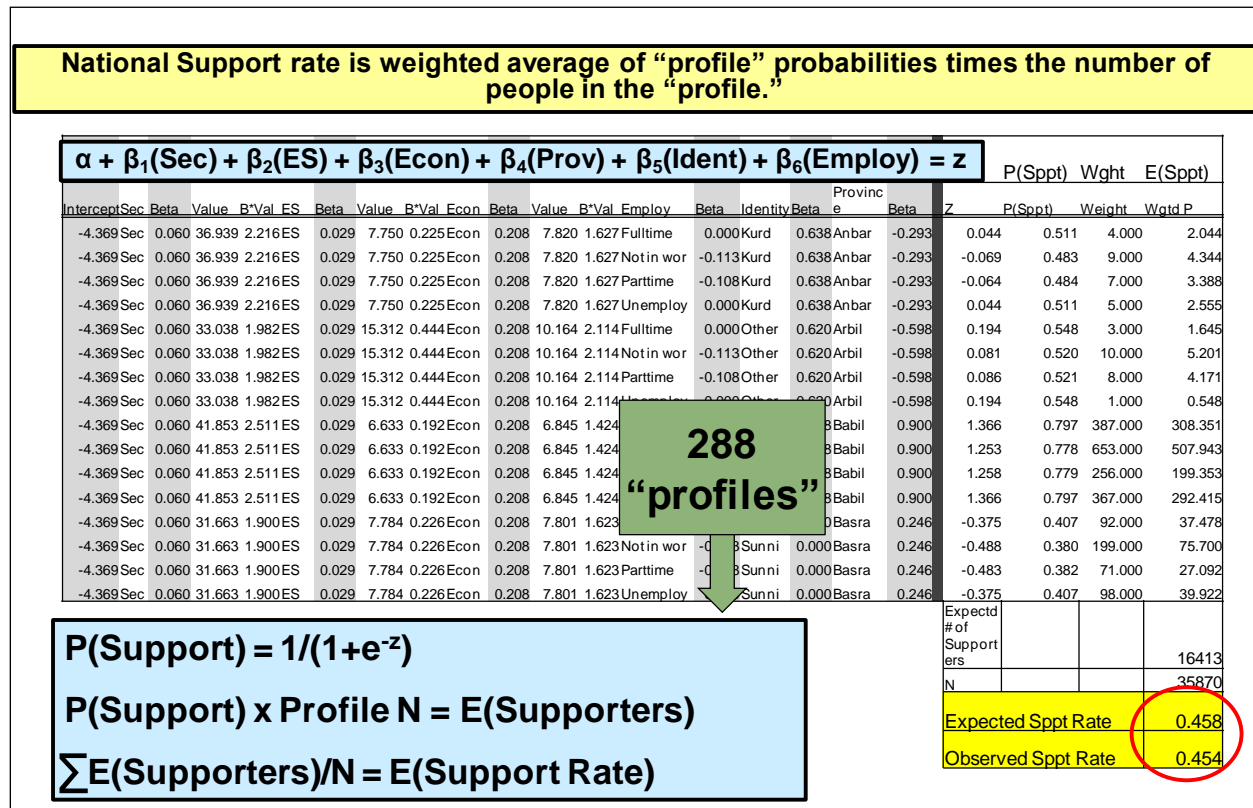 National Support rate is weighted average of “profile” probabilities times the number of
people in the “profile.”
α + β1(Sec) + β2(ES) + β3(Econ) + β4(Prov) + β5(Ident) + β6(Employ) = z
P(Sppt) Wght E(Sppt)
Intercept Sec Beta Value B*Val ES Beta Value B*Val Econ Beta Value B*Val Employ Beta Identity Beta Province Beta Z P(Sppt) Weight Wgtd P
-4.369 Sec 0.060 36.939 2.216 ES 0.029 7.750 0.225 Econ 0.208 7.820 1.627 Fulltime 0.000 Kurd 0.638 Anbar -0.293 0.044 0.511 4.000 2.044
-4.369 Sec 0.060 36.939 2.216 ES 0.029 7.750 0.225 Econ 0.208 7.820 1.627 Not in wor -0.113 Kurd 0.638 Anbar -0.293 -0.069 0.483 9.000 4.344
-4.369 Sec 0.060 36.939 2.216 ES 0.029 7.750 0.225 Econ 0.208 7.820 1.627 Parttime -0.108 Kurd 0.638 Anbar -0.293 -0.064 0.484 7.000 3.388
-4.369 Sec 0.060 36.939 2.216 ES 0.029 7.750 0.225 Econ 0.208 7.820 1.627 Unemploy 0.000 Kurd 0.638 Anbar -0.293 0.044 0.511 5.000 2.555
-4.369 Sec 0.060 33.038 1.982 ES 0.029 15.312 0.444 Econ 0.208 10.164 2.114 Fulltime 0.000 Other 0.620 Arbil -0.598 0.194 0.548 3.000 1.645
-4.369 Sec 0.060 33.038 1.982 ES 0.029 15.312 0.444 Econ 0.208 10.164 2.114 Not in wor -0.113 Other 0.620 Arbil -0.598 0.081 0.520 10.000 5.201
-4.369 Sec 0.060 33.038 1.982 ES 0.029 15.312 0.444 Econ 0.208 10.164 2.114 Parttime -0.108 Other 0.620 Arbil -0.598 0.086 0.521 8.000 4.171
-4.369 Sec 0.060 33.038 1.982 ES 0.029 15.312 0.444 Econ 0.208 10.164 2.114 Arbil -0.598 0.194 0.548 1.000 0.548
-4.369 Sec 0.060 41.853 2.511 ES 0.029 6.633 0.192 Econ 0.208 6.845 1.424 Babil 0.900 1.366 0.797 387.000 308.351
-4.369 Sec 0.060 41.853 2.511 ES 0.029 6.633 0.192 Econ 0.208 6.845 1.424 Babil 0.900 1.253 0.778 653.000 507.943
-4.369 Sec 0.060 41.853 2.511 ES 0.029 6.633 0.192 Econ 0.208 6.845 1.424 Babil 0.900 1.258 0.779 256.000 199.353
-4.369 Sec 0.060 41.853 2.511 ES 0.029 6.633 0.192 Econ 0.208 6.845 1.424 Babil 0.900 1.366 0.797 367.000 292.415
-4.369 Sec 0.060 31.663 1.900 ES 0.029 7.784 0.226 Econ 0.208 7.801 1.623 Basra 0.246 -0.375 0.407 92.000 37.478
-4.369 Sec 0.060 31.663 1.900 ES 0.029 7.784 0.226 Econ 0.208 7.801 1.623 Not in wor Sunni 0.000 Basra 0.246 -0.488 0.380 199.000 75.700
-4.369 Sec 0.060 31.663 1.900 ES 0.029 7.784 0.226 Econ 0.208 7.801 1.623 Parttime Sunni 0.000 Basra 0.246 -0.483 0.382 71.000 27.092
-4.369 Sec 0.060 31.663 1.900 ES 0.029 7.784 0.226 Econ 0.208 7.801 1.623 Unemploy Sunni 0.000 Basra 0.246 -0.375 0.407 98.000 39.922
288
“profiles”
Expectd
# of
Support
ers 16413
N 35870
Expected Sppt Rate 0.458
Observed Sppt Rate 0.454
P(Support) = 1/(1+e-z)
P(Support) x Profile N = E(Supporters)
∑E(Supporters)/N = E(Support Rate)